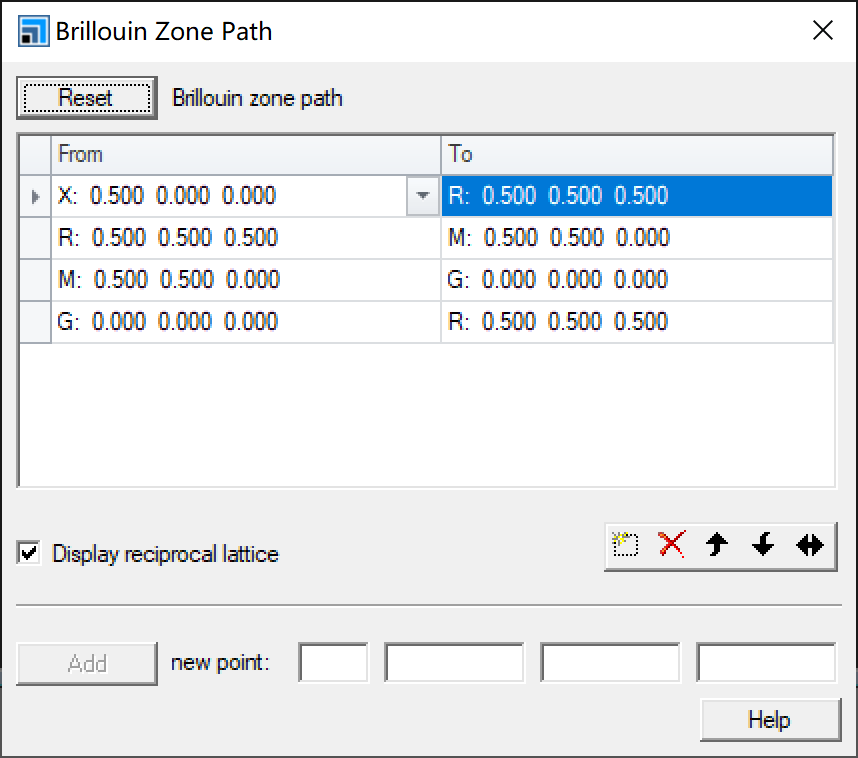 Brillouin Zone Path
Reset Brillouin zone path
From To
X: 0.500 0.000 0.000 R: 0.500 0.500 0.500
R: 0.500 0.500 0.500 M: 0.500 0.500 0.000
M: 0.500 0.500 0.000 G: 0.000 0.000 0.000
G: 0.000 0.000 0.000 R: 0.500 0.500 0.500
Display reciprocal lattice
Add new point:
Help